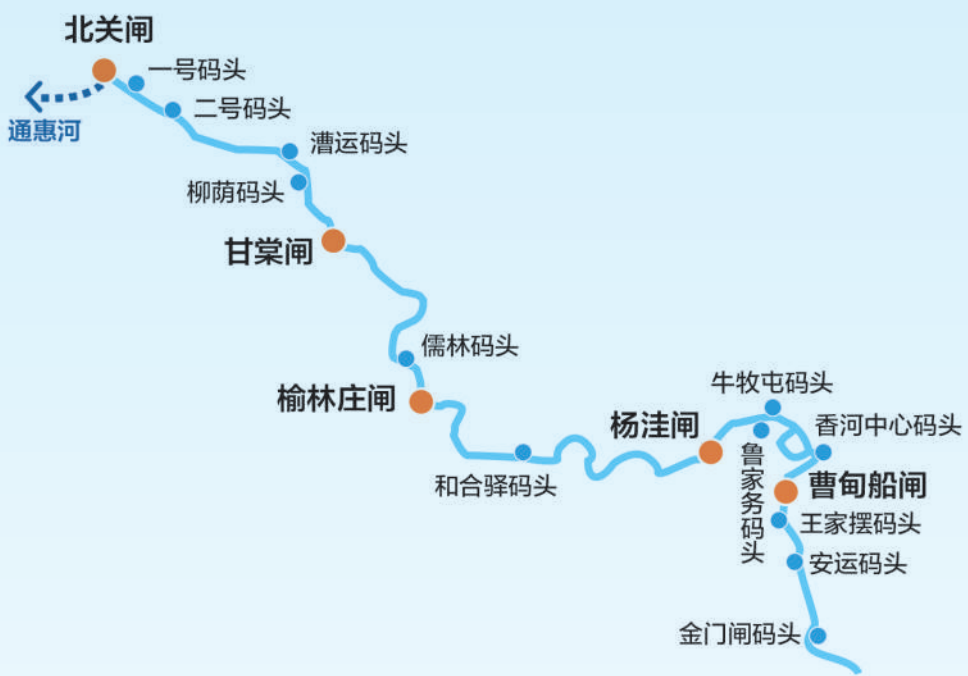 北关闸
一号码头
通惠河
二号码头
漕运码头
柳荫码头
甘棠闸
儒林码头
榆林庄闸
牛牧屯码头
杨洼闸
香河中心码头
鲁家务码头
和合驿码头
曹甸船闸
王家摆码头
安运码头
金门闸码头